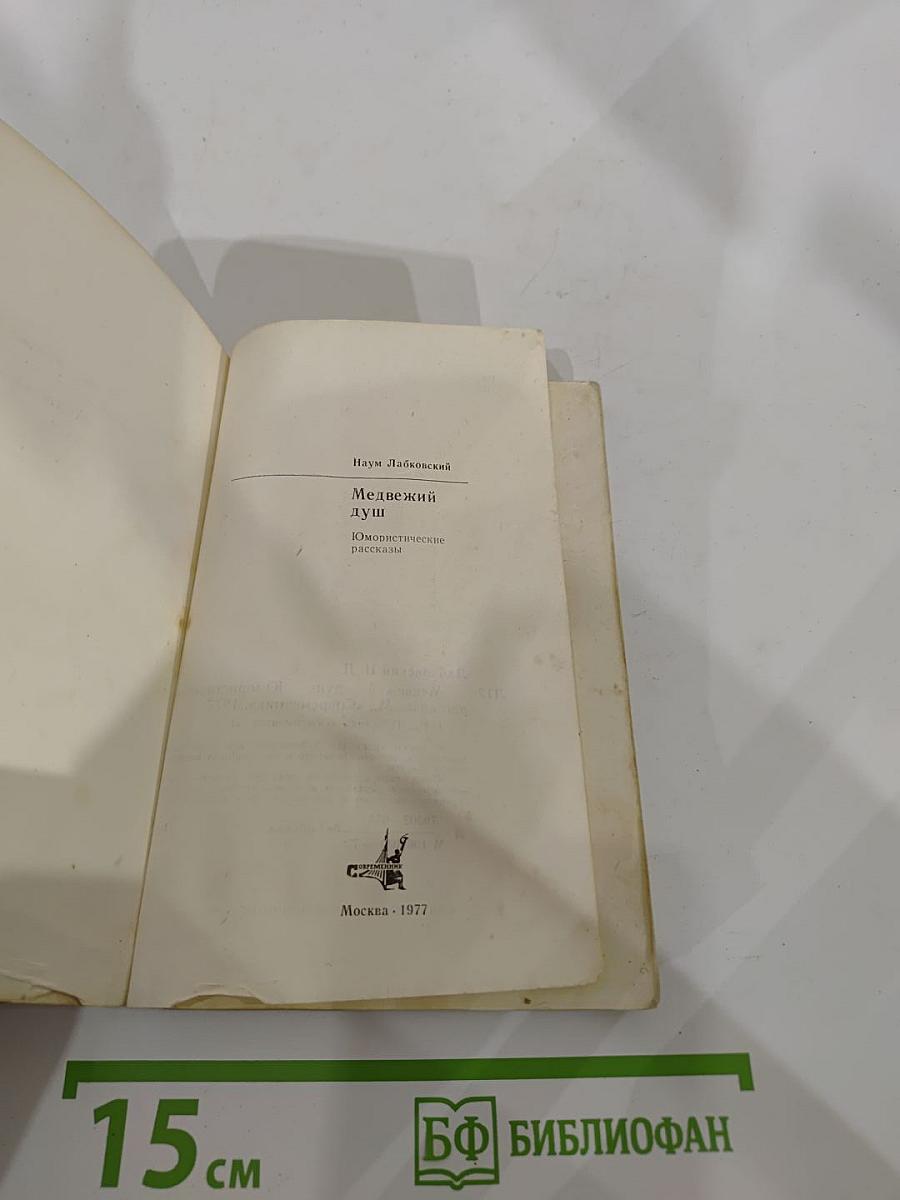 Наум Лабковский
Медвежий
душ
Юмористические
рассказы
СОВРЕМЕННИК
Москва · 1977
15 см
БФ БИБЛИОФАН